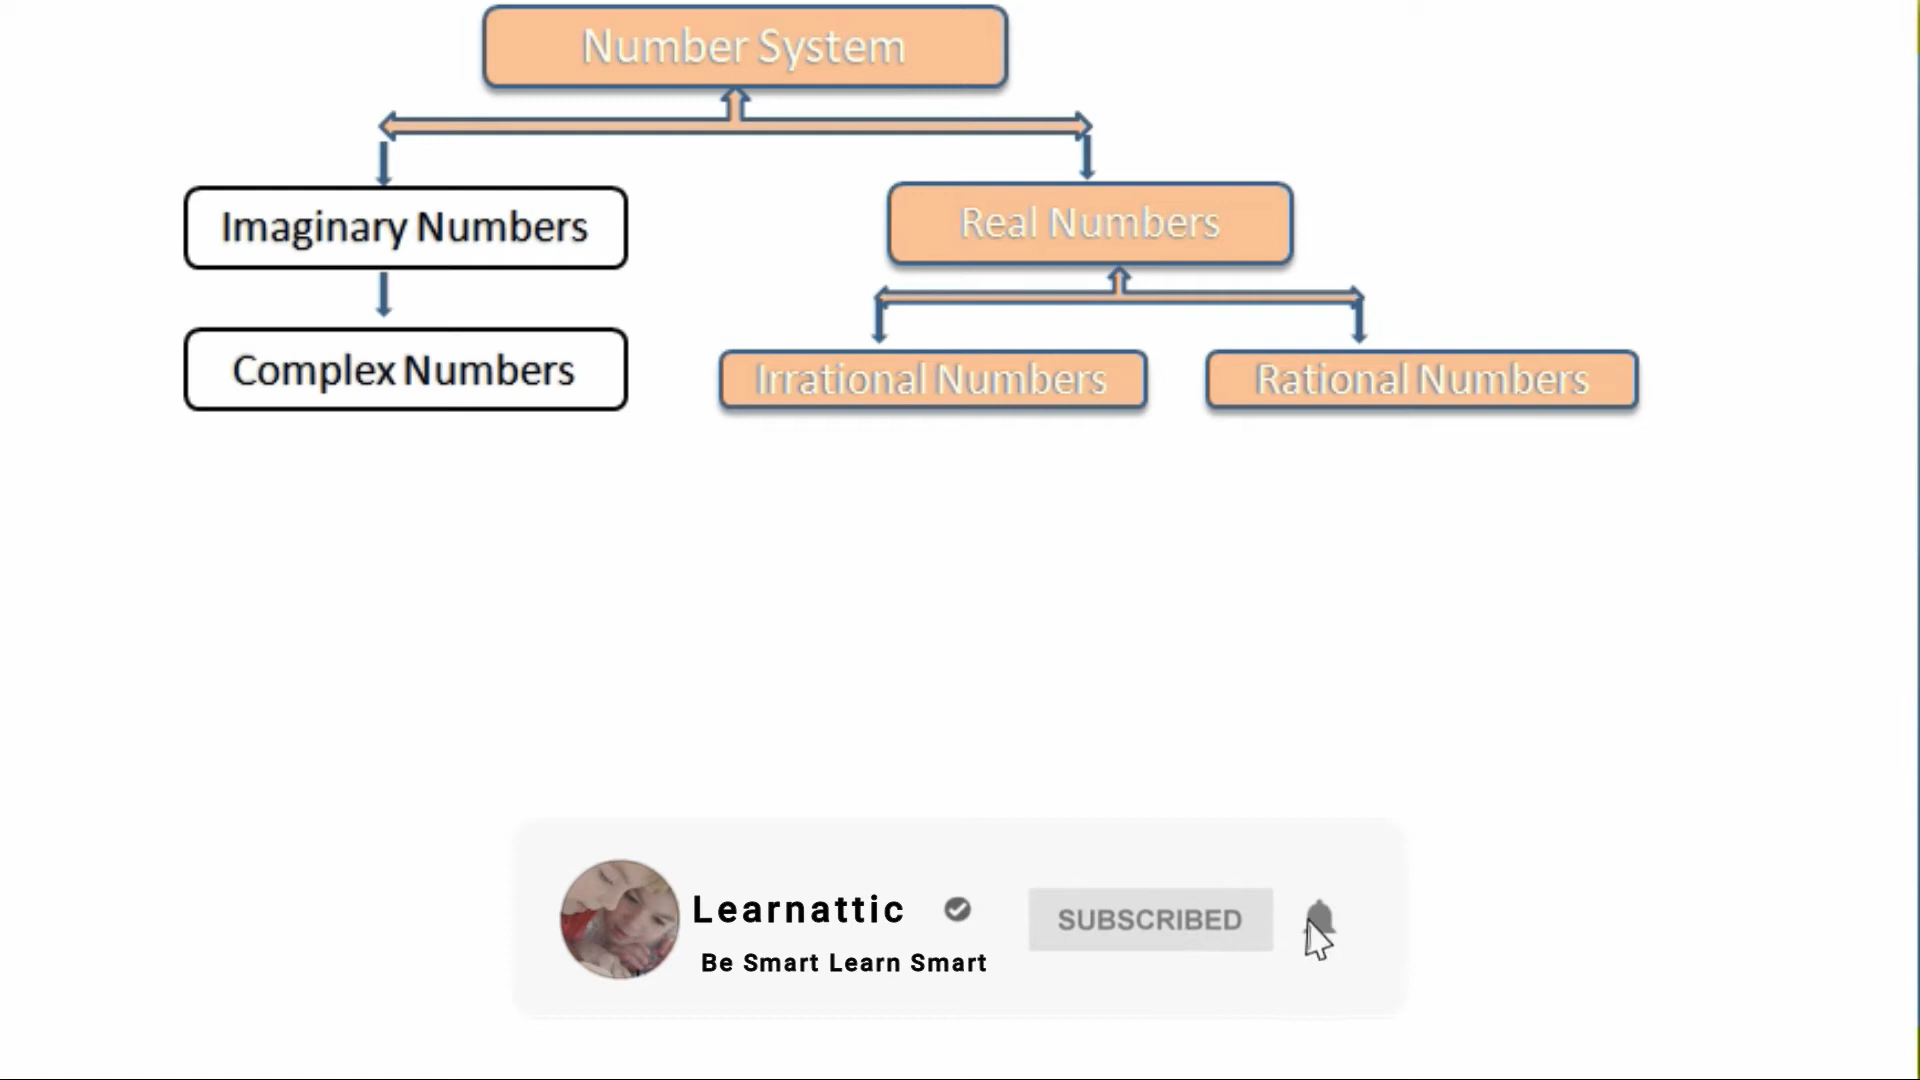 Number System
Imaginary Numbers
Real Numbers
Complex Numbers
Irrational Numbers
Rational Numbers
Learnattic
SUBSCRIBED
Be Smart Learn Smart